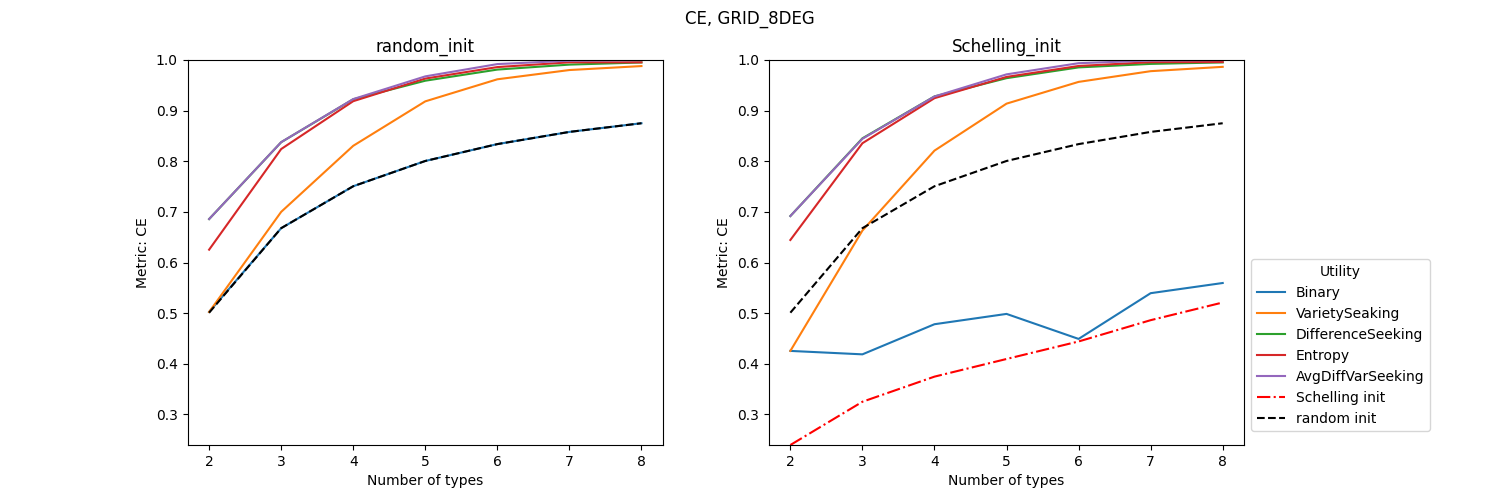 CE, GRID_8DEG
random_init
1.0
0.9
0.8
0.7
0.6
0.5
0.4
0.3
Metric: CE
2 3 4 5 6 7 8
Number of types
Schelling_init
1.0
0.9
0.8
0.7
0.6
0.5
0.4
0.3
Metric: CE
2 3 4 5 6 7 8
Number of types
Utility
Binary
VarietySeaking
DifferenceSeeking
Entropy
AvgDiffVarSeeking
Schelling init
random init